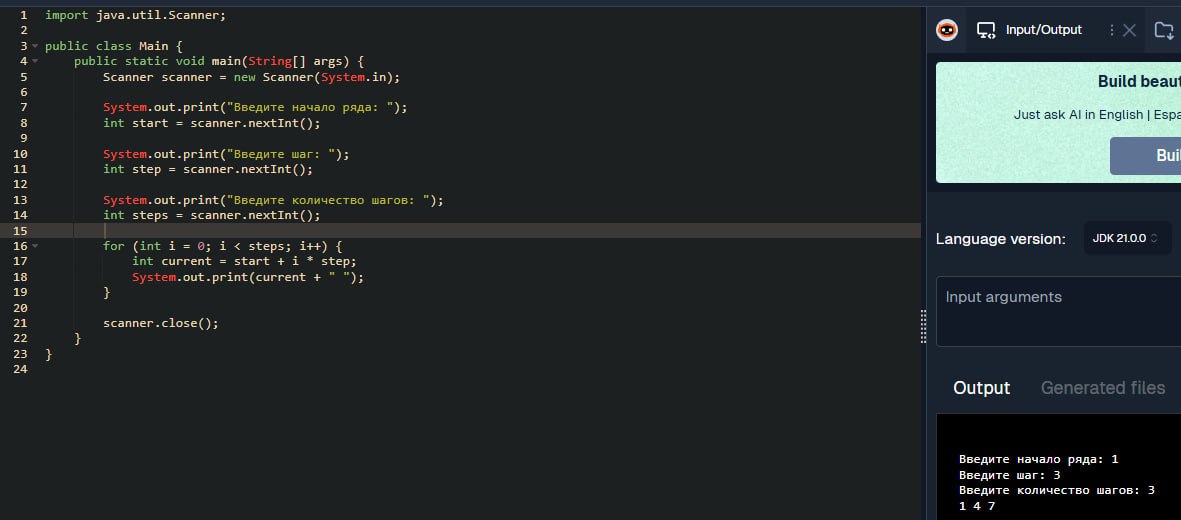 1 import java.util.Scanner;
2
3 public class Main {
4 public static void main(String[] args) {
5 Scanner scanner = new Scanner(System.in);
6
7 System.out.print("Введите начало ряда: ");
8 int start = scanner.nextInt();
9
10 System.out.print("Введите шаг: ");
11 int step = scanner.nextInt();
12
13 System.out.print("Введите количество шагов: ");
14 int steps = scanner.nextInt();
15
16 for (int i = 0; i < steps; i++) {
17 int current = start + i * step;
18 System.out.print(current + " ");
19 }
20
21 scanner.close();
22 }
23 }
24
Input/Output
Build beaut
Just ask AI in English | Espa
Buil
Language version: JDK 21.0.0
Input arguments
Output Generated files
Введите начало ряда: 1
Введите шаг: 3
Введите количество шагов: 3
1 4 7